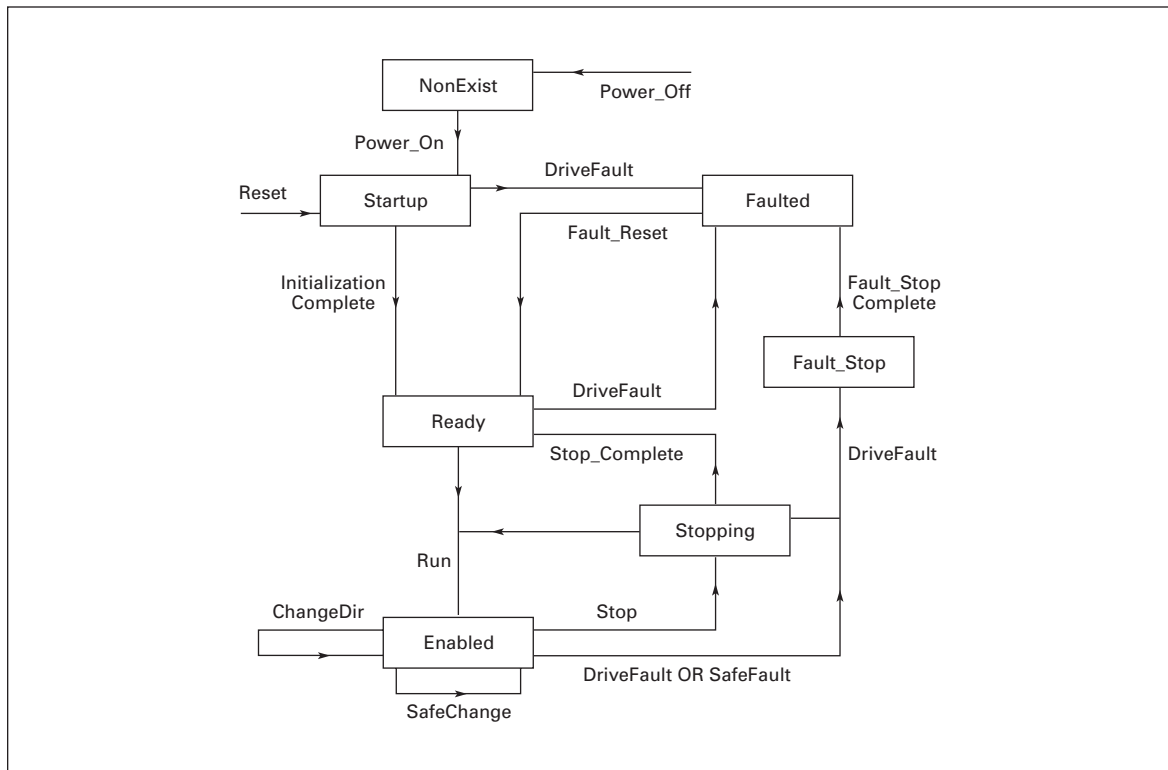 NonExist
Power_Off
Power_On
DriveFault
Reset
Startup
Faulted
Fault_Reset
Initialization
Complete
Fault_Stop
Complete
Fault_Stop
DriveFault
Ready
Stop_Complete
DriveFault
Stopping
Run
ChangeDir
Stop
Enabled
DriveFault OR SafeFault
SafeChange